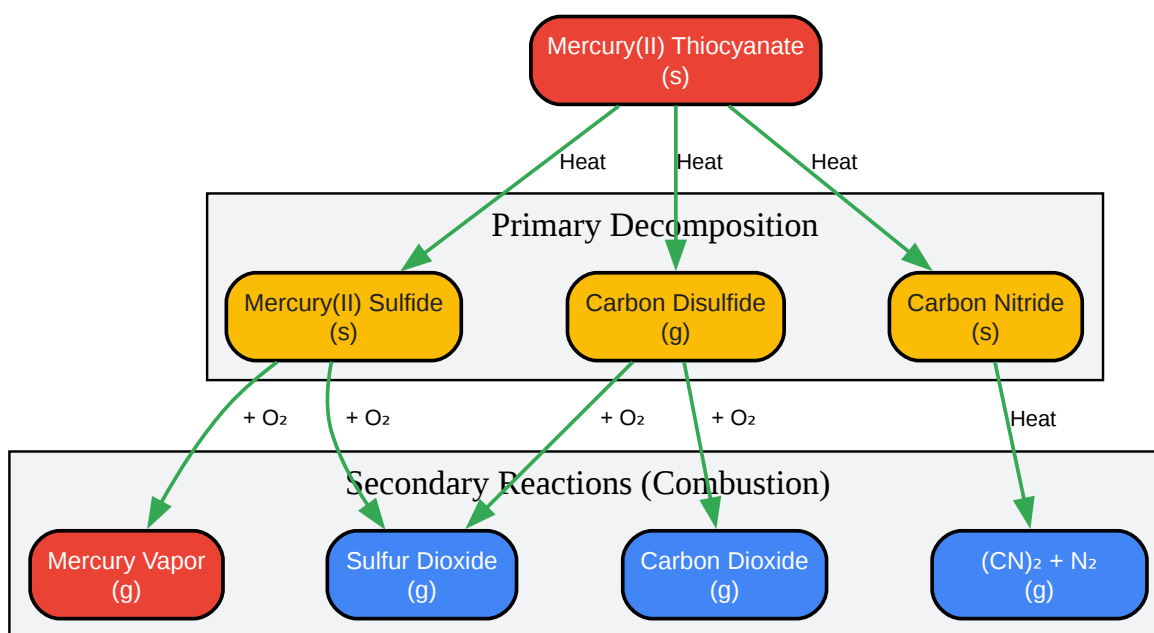 Mercury(II) Thiocyanate
(s)
Heat
Heat
Heat
Primary Decomposition
Mercury(II) Sulfide
(s)
Carbon Disulfide
(g)
Carbon Nitride
(s)
+ O₂
+ O₂
+ O₂
+ O₂
Heat
Secondary Reactions (Combustion)
Mercury Vapor
(g)
Sulfur Dioxide
(g)
Carbon Dioxide
(g)
(CN)₂ + N₂
(g)